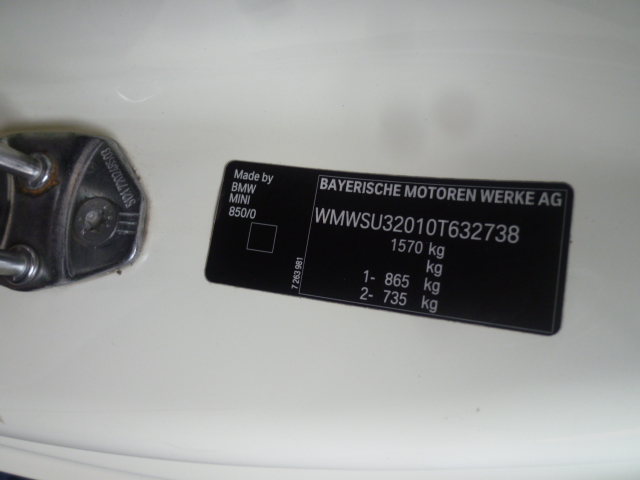 Made by
BMW
MINI
850/0
7 263 981
BAYERISCHE MOTOREN WERKE AG
WMWSU32010T632738
1570 kg
kg
1- 865 kg
2- 735 kg